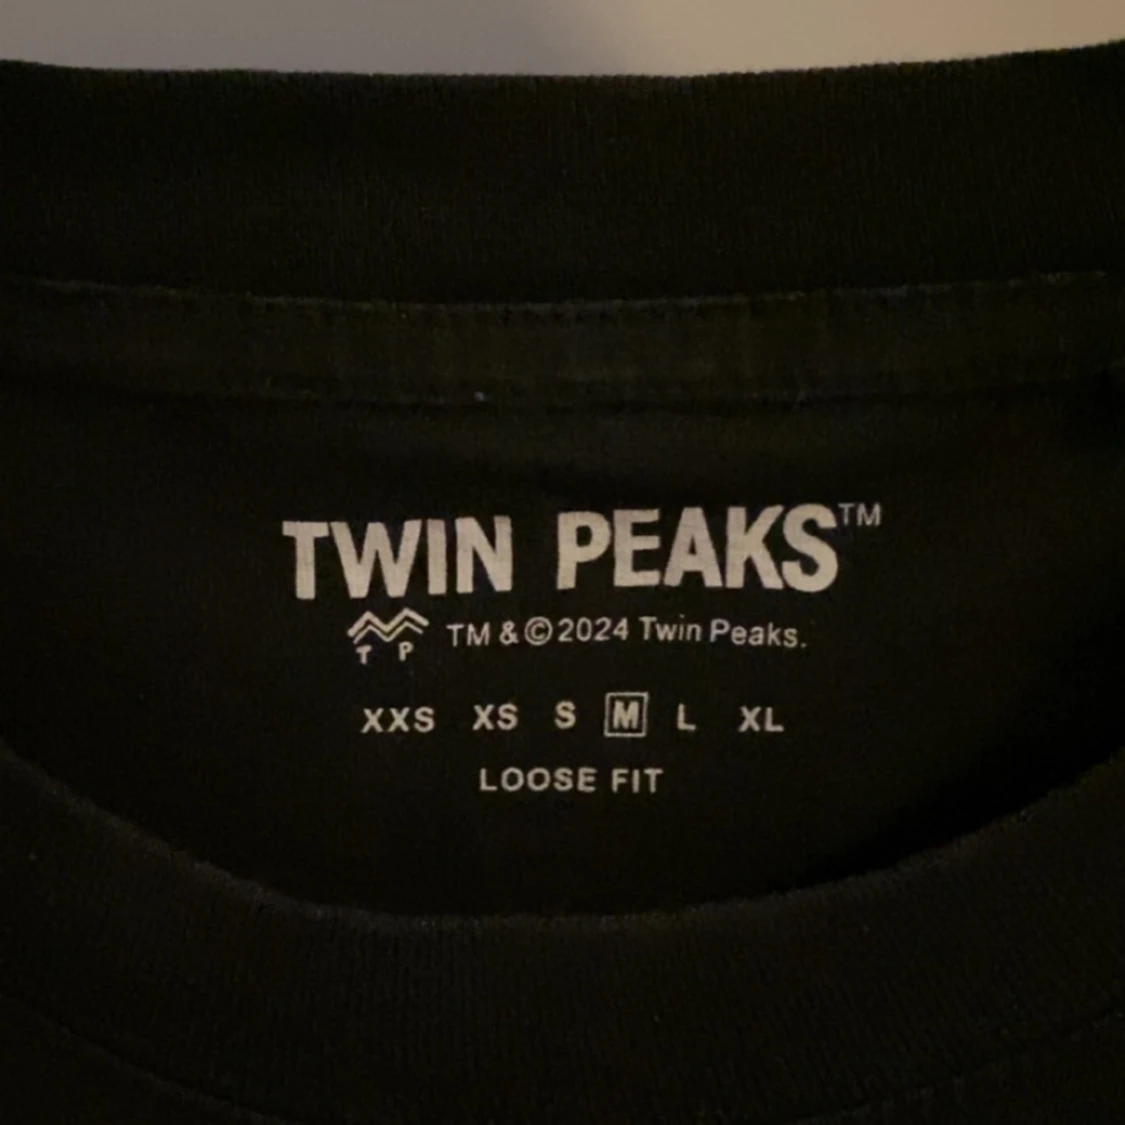 TWIN PEAKS™
T P TM & © 2024 Twin Peaks.
XXS XS S M L XL
LOOSE FIT